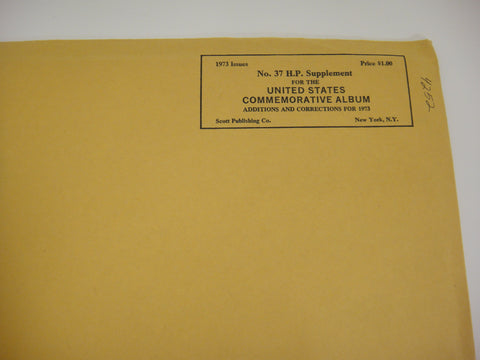 1973 Issues Price $1.00
No. 37 H.P. Supplement
FOR THE
UNITED STATES
COMMEMORATIVE ALBUM
ADDITIONS AND CORRECTIONS FOR 1973
Scott Publishing Co. New York, N.Y.
4252